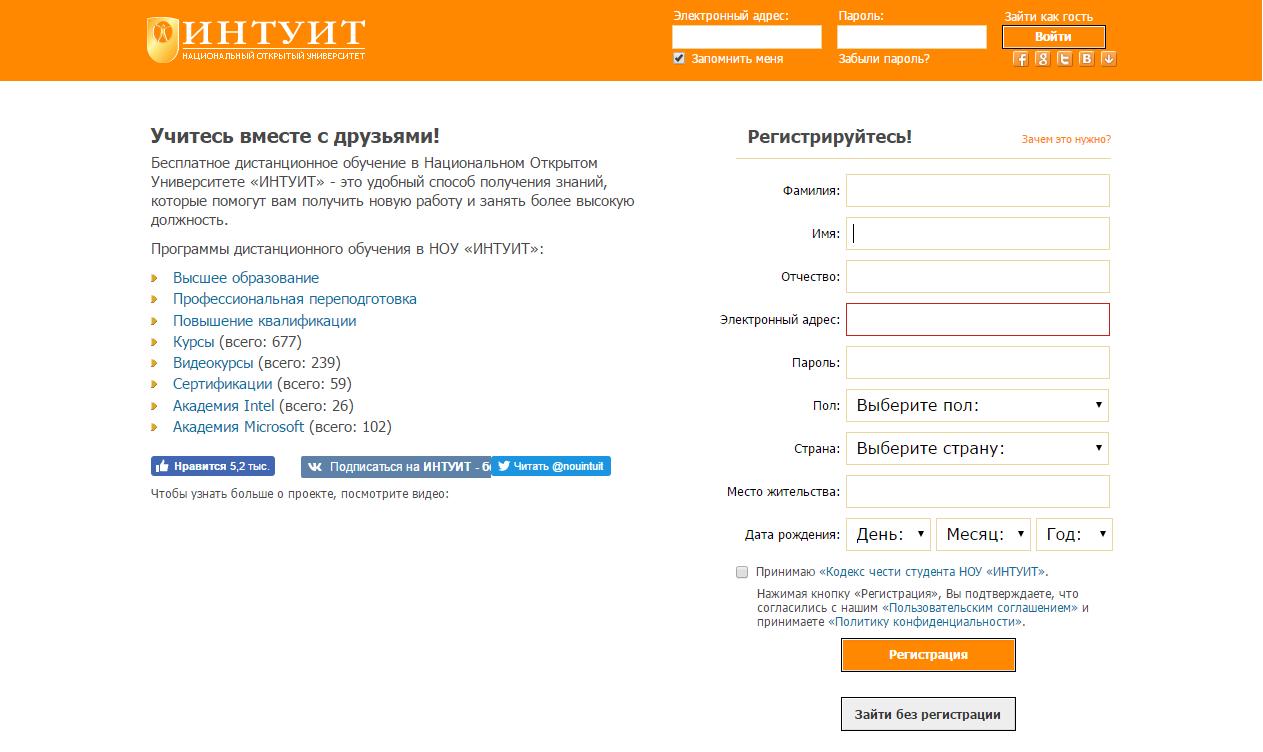 ИНТУИТ
НАЦИОНАЛЬНЫЙ ОТКРЫТЫЙ УНИВЕРСИТЕТ
Электронный адрес:
Пароль:
Зайти как гость
Войти
Запомнить меня
Забыли пароль?
Учитесь вместе с друзьями!
Бесплатное дистанционное обучение в Национальном Открытом
Университете «ИНТУИТ» - это удобный способ получения знаний,
которые помогут вам получить новую работу и занять более высокую
должность.
Программы дистанционного обучения в НОУ «ИНТУИТ»:
Высшее образование
Профессиональная переподготовка
Повышение квалификации
Курсы (всего: 677)
Видеокурсы (всего: 239)
Сертификации (всего: 59)
Академия Intel (всего: 26)
Академия Microsoft (всего: 102)
Нравится 5,2 тыс.
Подписаться на ИНТУИТ - б
Читать @nouintuit
Чтобы узнать больше о проекте, посмотрите видео:
Регистрируйтесь!
Зачем это нужно?
Фамилия:
Имя:
Отчество:
Электронный адрес:
Пароль:
Пол: Выберите пол:
Страна: Выберите страну:
Место жительства:
Дата рождения: День: Месяц: Год:
Принимаю «Кодекс чести студента НОУ «ИНТУИТ».
Нажимая кнопку «Регистрация», Вы подтверждаете, что
согласились с нашим «Пользовательским соглашением» и
принимаете «Политику конфиденциальности».
Регистрация
Зайти без регистрации